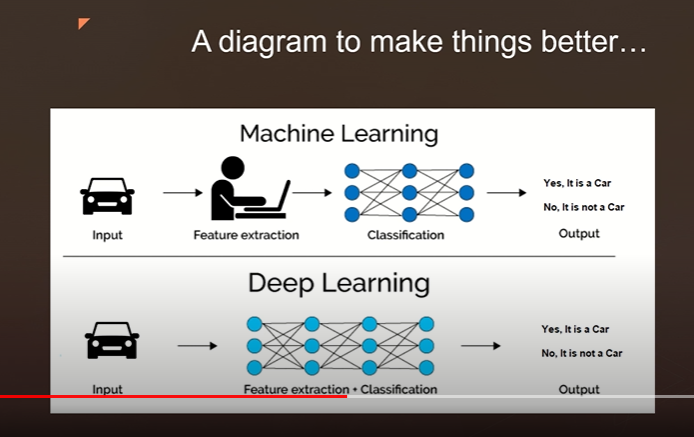 A diagram to make things better…
Machine Learning
Yes, It is a Car
No, It is not a Car
Input
Feature extraction
Classification
Output
Deep Learning
Yes, It is a Car
No, It is not a Car
Input
Feature extraction + Classification
Output